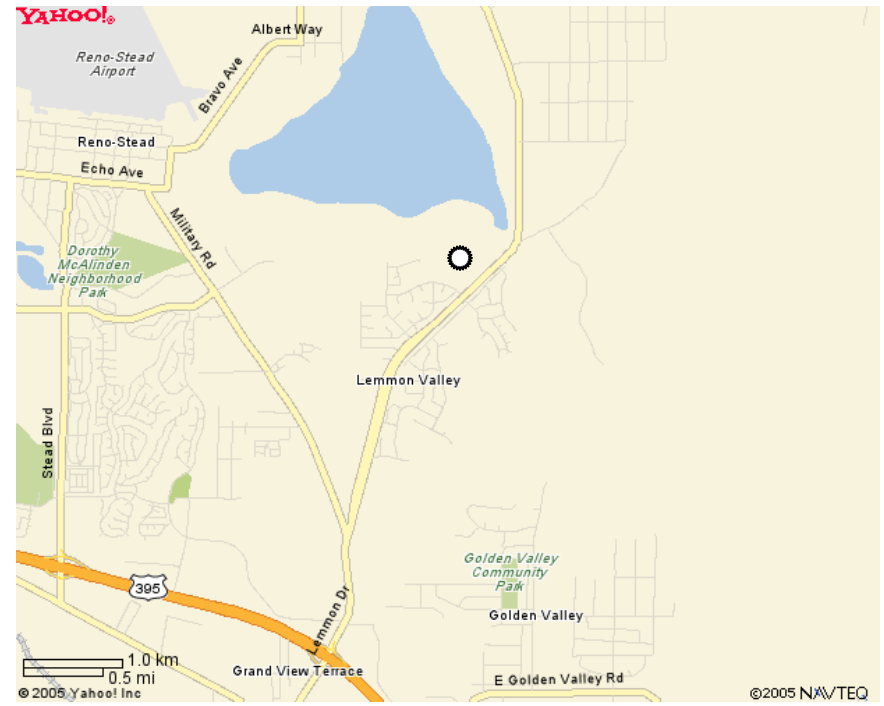 YAHOO!®
Albert Way
Reno-Stead
Airport
Bravo Ave
Reno-Stead
Echo Ave
Military Rd
Dorothy
McAlinden
Neighborhood
Park
Lemmon Valley
Stead Blvd
Golden Valley
Community
Park
395
Lemmon Dr
Golden Valley
1.0 km
0.5 mi
Grand View Terrace
E Golden Valley Rd
©2005 Yahoo! Inc
©2005 NAVTEQ